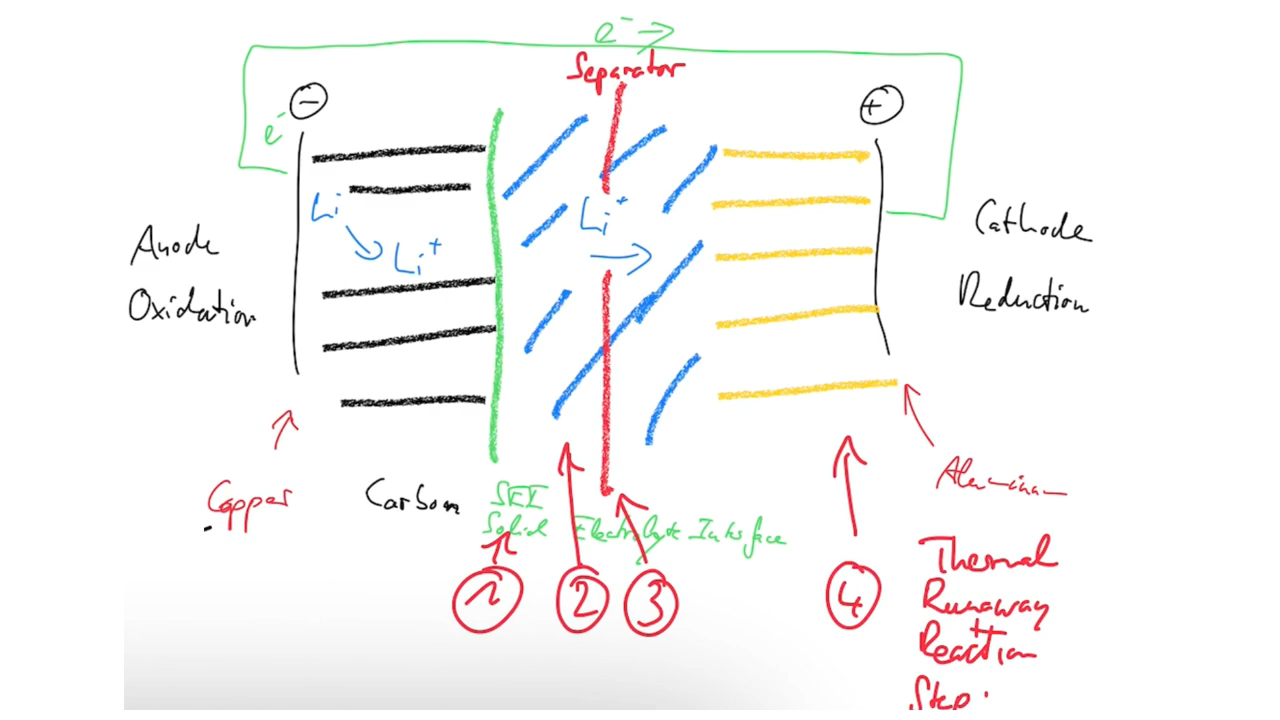 e⁻ →
Separator
−
+
e⁻
Li
Li⁺
Li⁺
Anode
Oxidation
Cathode
Reduction
Copper
Carbon
SEI
Solid Electrolyte Interface
1
2
3
4
Thermal
Runaway
Reaction
Step.